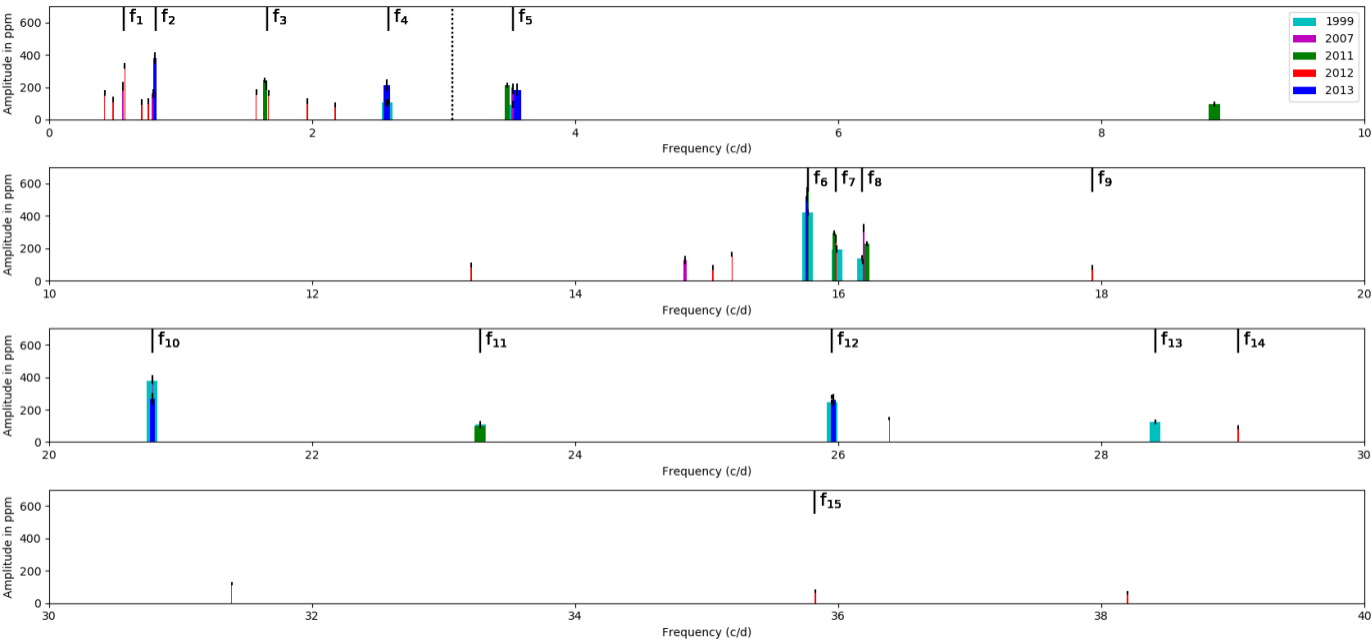 f₁ f₂ f₃ f₄ f₅
1999
2007
2011
2012
2013
Amplitude in ppm
600
400
200
0
0 2 4 6 8 10
Frequency (c/d)
f₆ f₇ f₈ f₉
Amplitude in ppm
600
400
200
0
10 12 14 16 18 20
Frequency (c/d)
f₁₀ f₁₁ f₁₂ f₁₃ f₁₄
Amplitude in ppm
600
400
200
0
20 22 24 26 28 30
Frequency (c/d)
f₁₅
Amplitude in ppm
600
400
200
0
30 32 34 36 38 40
Frequency (c/d)